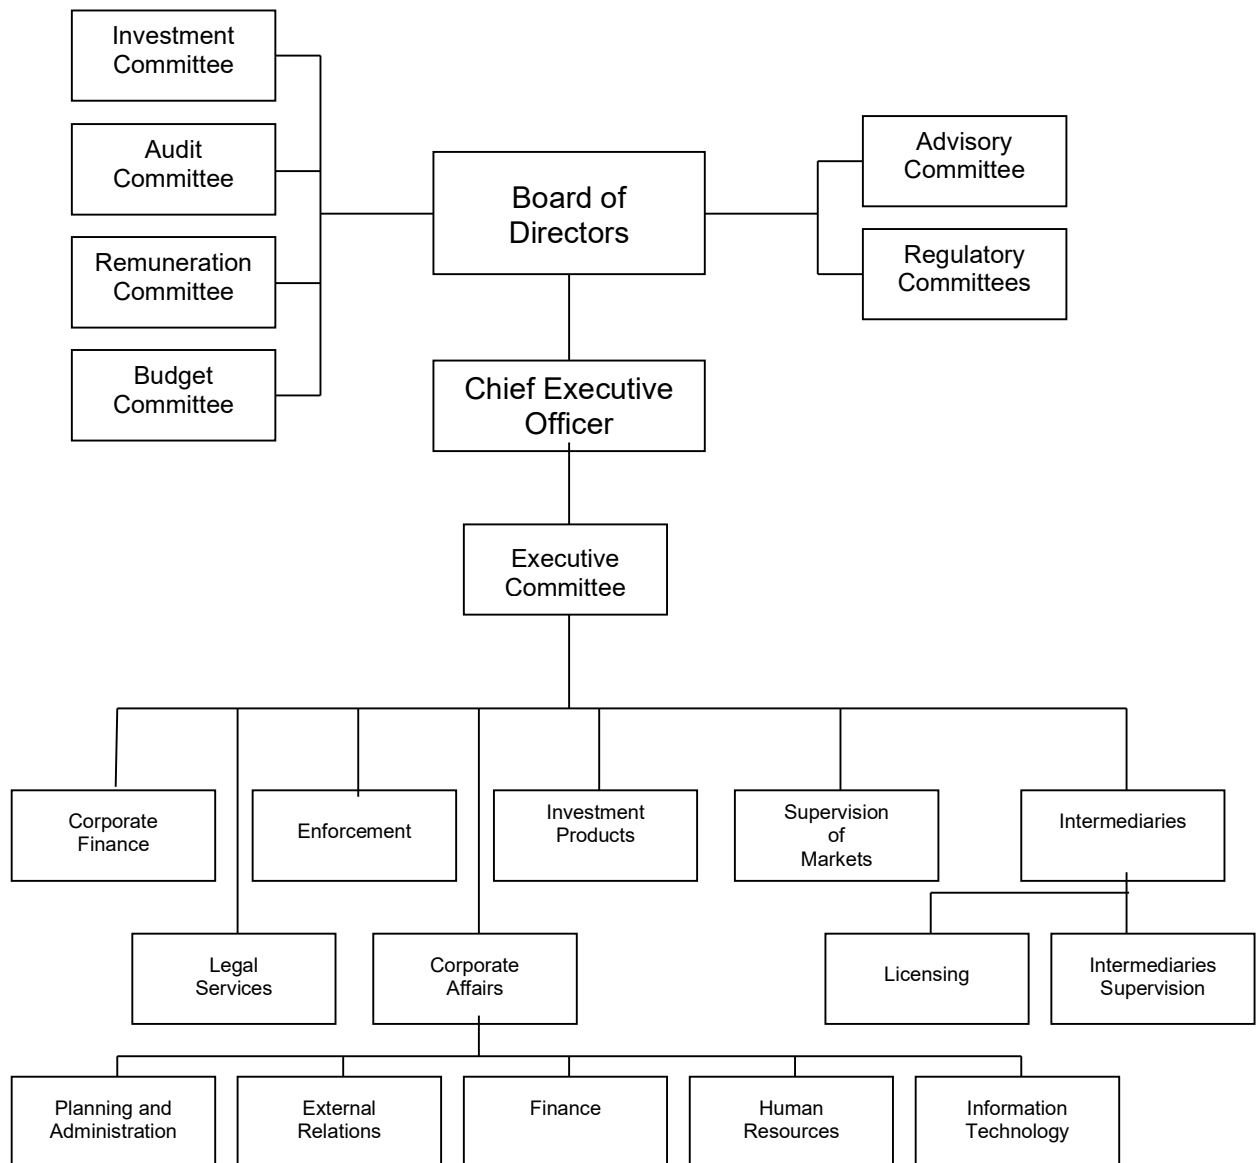 Investment
Committee
Audit
Committee
Remuneration
Committee
Budget
Committee
Board of
Directors
Advisory
Committee
Regulatory
Committees
Chief Executive
Officer
Executive
Committee
Corporate
Finance
Enforcement
Investment
Products
Supervision
of
Markets
Intermediaries
Legal
Services
Corporate
Affairs
Licensing
Intermediaries
Supervision
Planning and
Administration
External
Relations
Finance
Human
Resources
Information
Technology